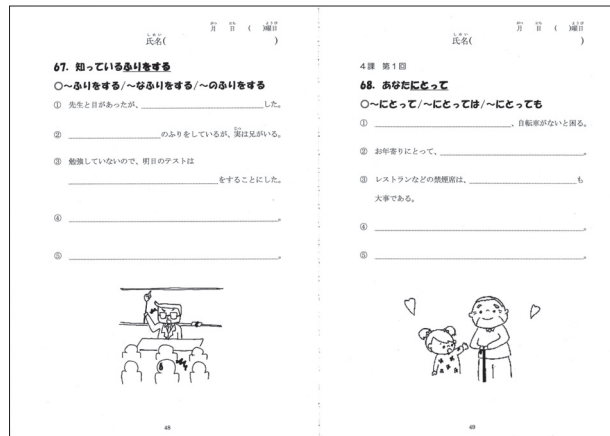 月 日 ( )曜日
氏名( )
67. 知っているふりをする
○～ふりをする/～なふりをする/～のふりをする
① 先生と目があったが、 した。
② のふりをしているが、実は兄がいる。
③ 勉強していないので、明日のテストは
をすることにした。
④ 。
⑤ 。
6
48
月 日 ( )曜日
氏名( )
4課 第1回
68. あなたにとって
○～にとって/～にとっては/～にとっても
① 、自転車がないと困る。
② お年寄りにとって、 。
③ レストランなどの禁煙席は、 も
大事である。
④ 。
⑤ 。
49